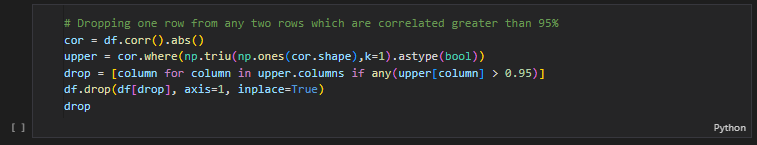 # Dropping one row from any two rows which are correlated greater than 95%
cor = df.corr().abs()
upper = cor.where(np.triu(np.ones(cor.shape),k=1).astype(bool))
drop = [column for column in upper.columns if any(upper[column] > 0.95)]
df.drop(df[drop], axis=1, inplace=True)
drop
[ ]
Python